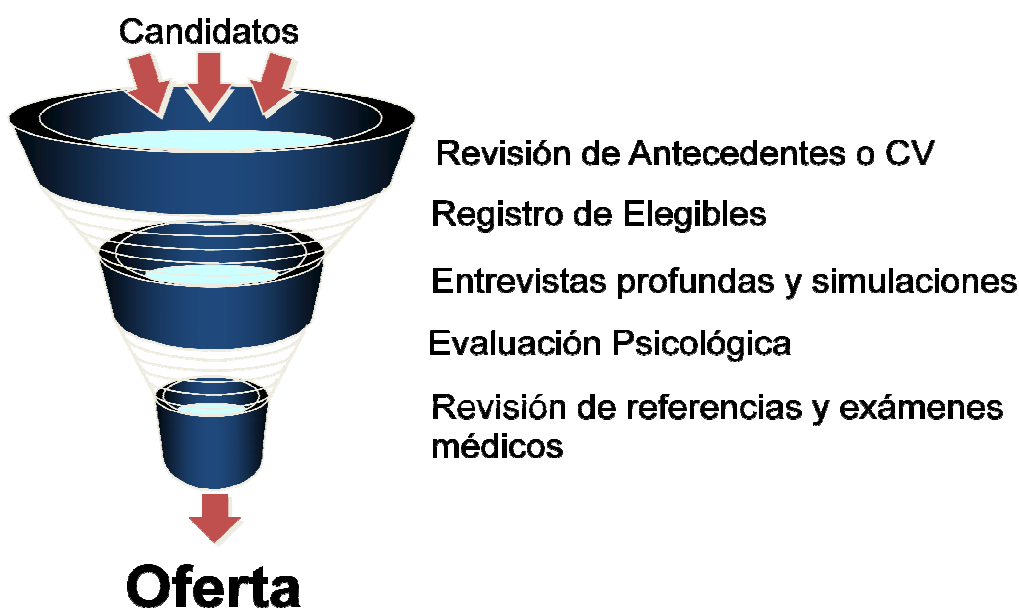 Candidatos
Revisión de Antecedentes o CV
Registro de Elegibles
Entrevistas profundas y simulaciones
Evaluación Psicológica
Revisión de referencias y exámenes
médicos
Oferta